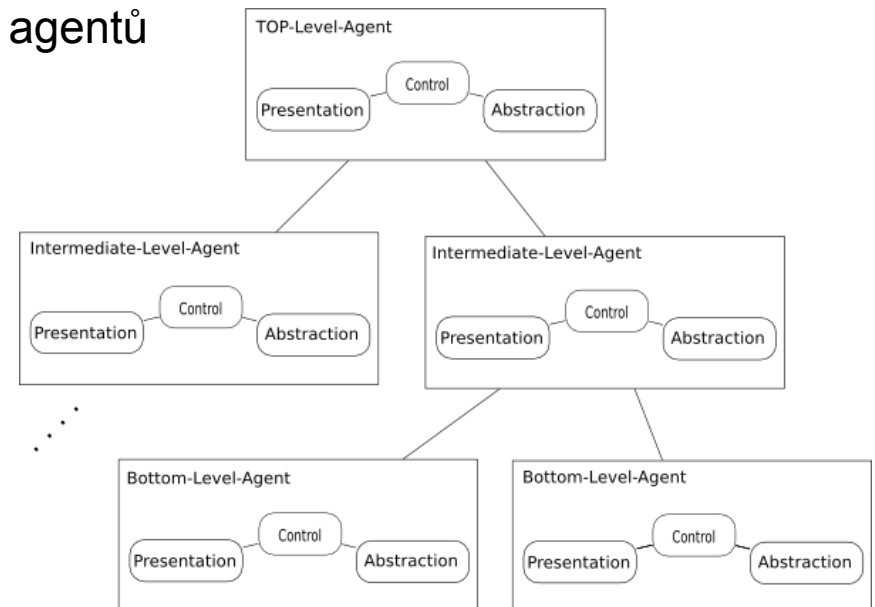 agentů
TOP-Level-Agent
Control
Presentation
Abstraction
Intermediate-Level-Agent
Control
Presentation
Abstraction
Intermediate-Level-Agent
Control
Presentation
Abstraction
Bottom-Level-Agent
Control
Presentation
Abstraction
Bottom-Level-Agent
Control
Presentation
Abstraction